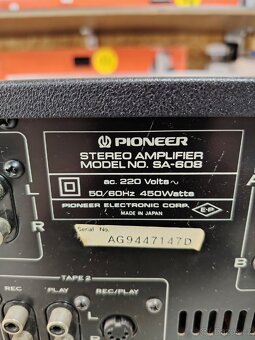 PIONEER
STEREO AMPLIFIER
MODEL NO. SA-608
ac. 220 Volts~
50/60Hz 450Watts
PIONEER ELECTRONIC CORP.
MADE IN JAPAN
Serial No.
AG9447147D
L
R
A
B
TAPE 2
REC PLAY REC/PLAY
L
R